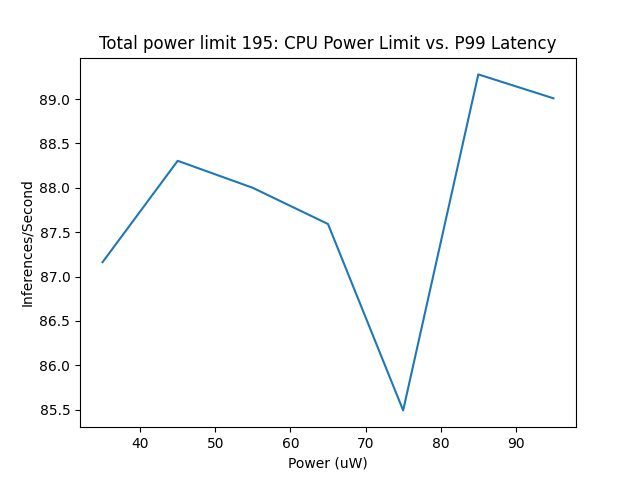 Total power limit 195: CPU Power Limit vs. P99 Latency
Inferences/Second
89.0
88.5
88.0
87.5
87.0
86.5
86.0
85.5
40 50 60 70 80 90
Power (uW)